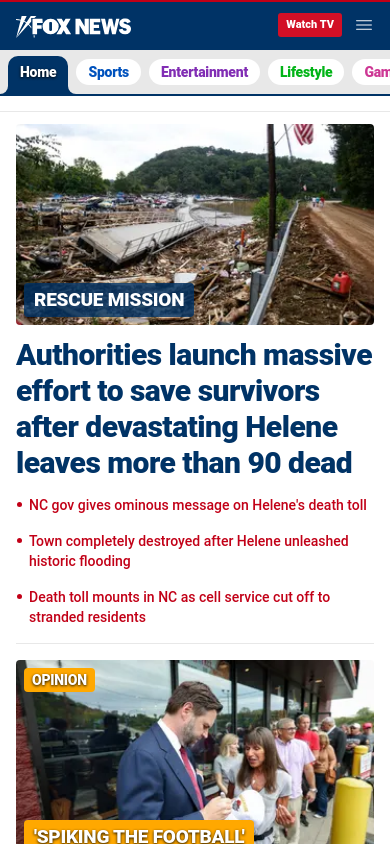 FOX NEWS
Watch TV
Home
Sports
Entertainment
Lifestyle
Gam
RESCUE MISSION
Authorities launch massive
effort to save survivors
after devastating Helene
leaves more than 90 dead
• NC gov gives ominous message on Helene's death toll
• Town completely destroyed after Helene unleashed
historic flooding
• Death toll mounts in NC as cell service cut off to
stranded residents
OPINION
'SPIKING THE FOOTBALL'